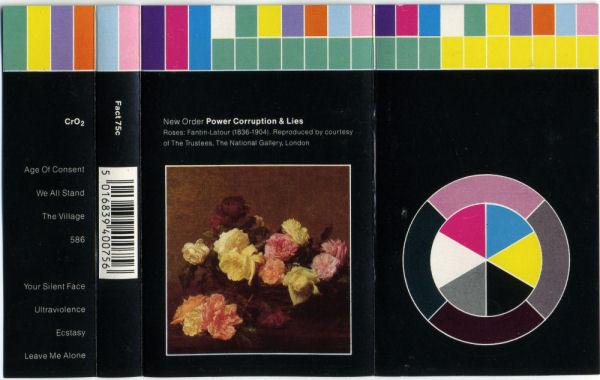 CrO₂
Age Of Consent
We All Stand
The Village
586
Your Silent Face
Ultraviolence
Ecstasy
Leave Me Alone
Fact 75c
5 016839 400756
New Order Power Corruption & Lies
Roses: Fantin-Latour (1836-1904). Reproduced by courtesy
of The Trustees, The National Gallery, London